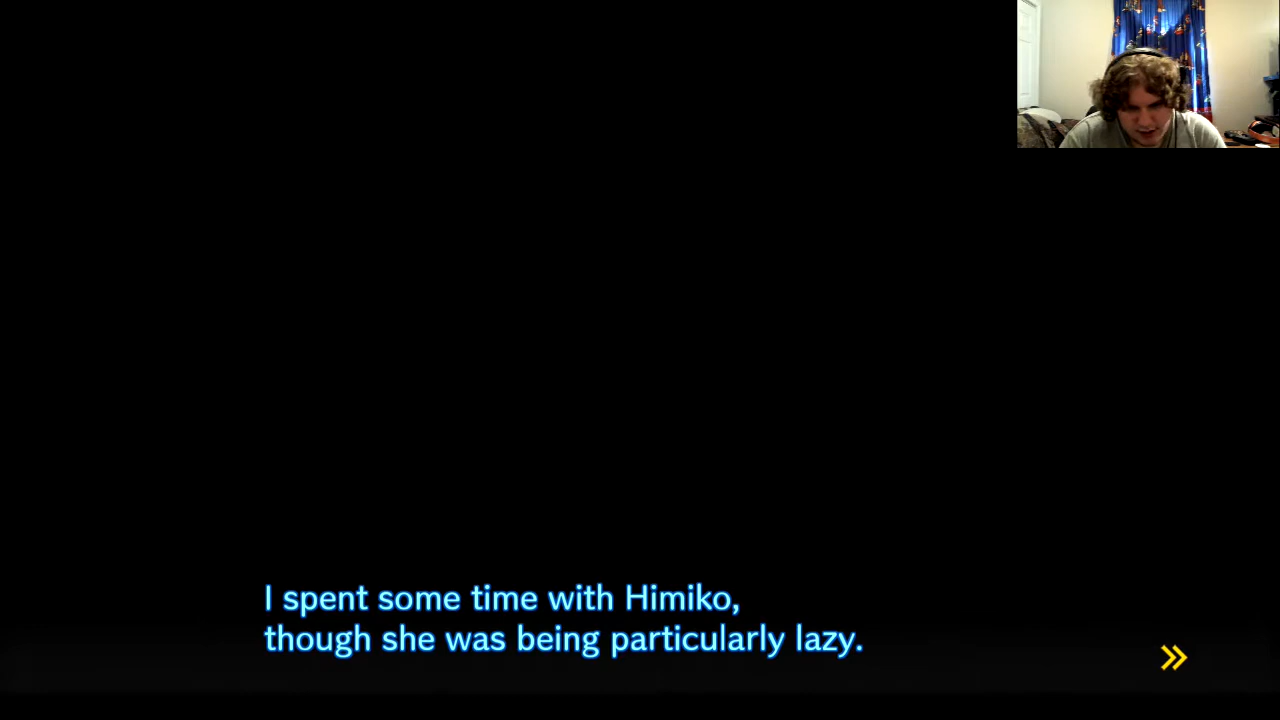 I spent some time with Himiko,
though she was being particularly lazy.